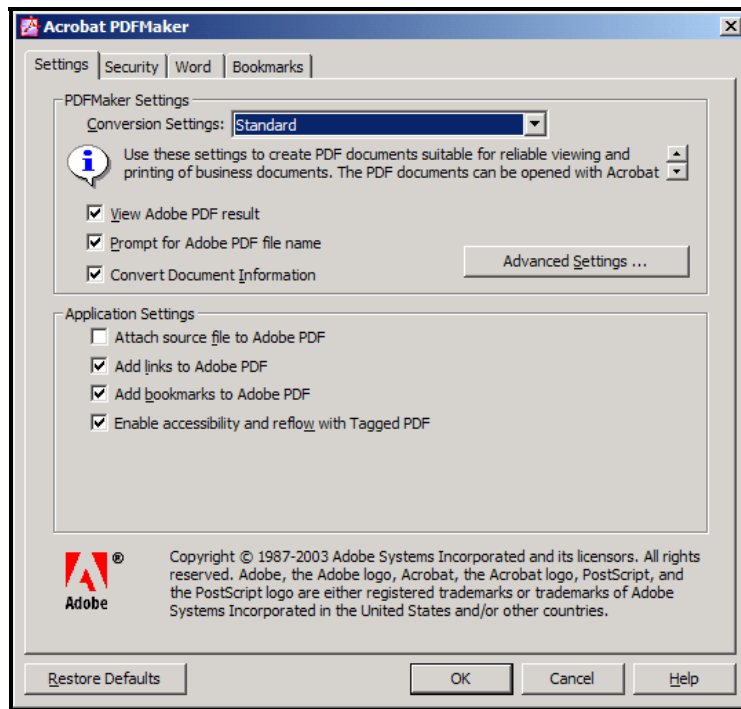 Acrobat PDFMaker
Settings Security Word Bookmarks
PDFMaker Settings
Conversion Settings: Standard
Use these settings to create PDF documents suitable for reliable viewing and
printing of business documents. The PDF documents can be opened with Acrobat
View Adobe PDF result
Prompt for Adobe PDF file name
Convert Document Information
Advanced Settings ...
Application Settings
Attach source file to Adobe PDF
Add links to Adobe PDF
Add bookmarks to Adobe PDF
Enable accessibility and reflow with Tagged PDF
Adobe ®
Copyright © 1987-2003 Adobe Systems Incorporated and its licensors. All rights
reserved. Adobe, the Adobe logo, Acrobat, the Acrobat logo, PostScript, and
the PostScript logo are either registered trademarks or trademarks of Adobe
Systems Incorporated in the United States and/or other countries.
Restore Defaults OK Cancel Help